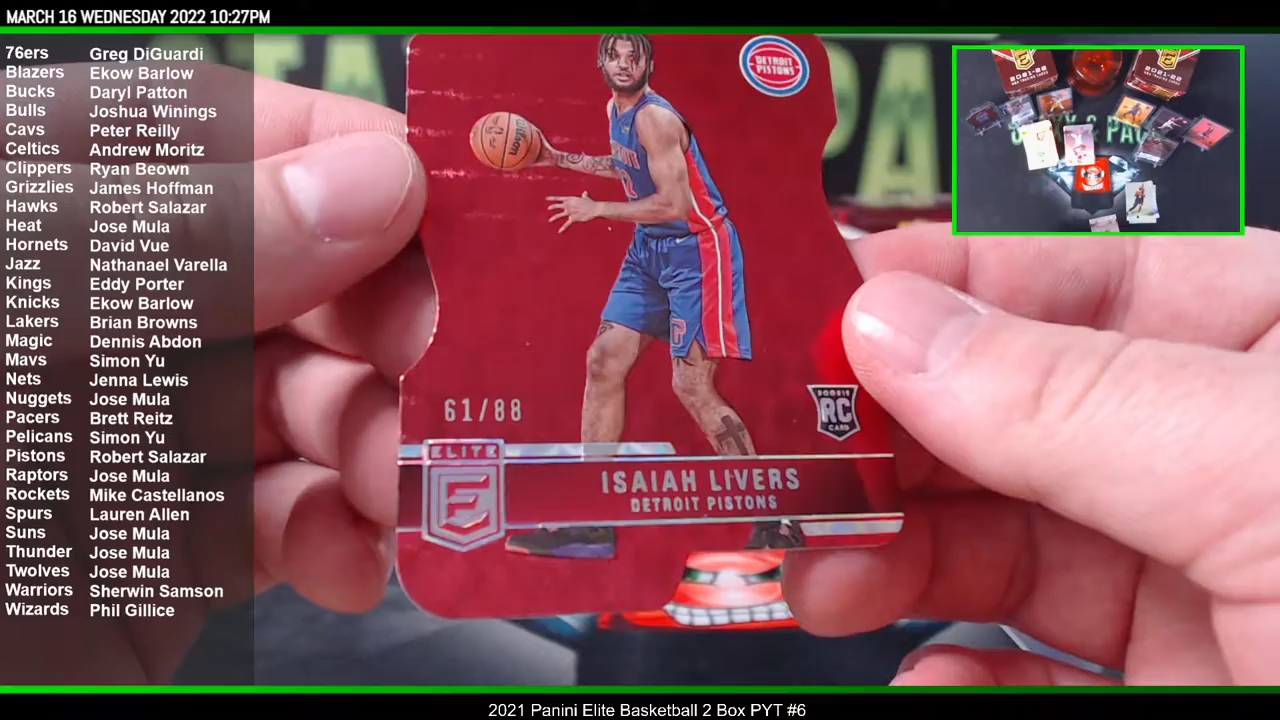 MARCH 16 WEDNESDAY 2022 10:27PM
76ers Greg DiGuardi
Blazers Ekow Barlow
Bucks Daryl Patton
Bulls Joshua Winings
Cavs Peter Reilly
Celtics Andrew Moritz
Clippers Ryan Beown
Grizzlies James Hoffman
Hawks Robert Salazar
Heat Jose Mula
Hornets David Vue
Jazz Nathanael Varella
Kings Eddy Porter
Knicks Ekow Barlow
Lakers Brian Browns
Magic Dennis Abdon
Mavs Simon Yu
Nets Jenna Lewis
Nuggets Jose Mula
Pacers Brett Reitz
Pelicans Simon Yu
Pistons Robert Salazar
Raptors Jose Mula
Rockets Mike Castellanos
Spurs Lauren Allen
Suns Jose Mula
Thunder Jose Mula
Twolves Jose Mula
Warriors Sherwin Samson
Wizards Phil Gillice
DETROIT
PISTONS
Wilson
61/88
ROOKIE
RC
CARD
ELITE
E
ISAIAH LIVERS
DETROIT PISTONS
2021-22
2021-22
2021 Panini Elite Basketball 2 Box PYT #6